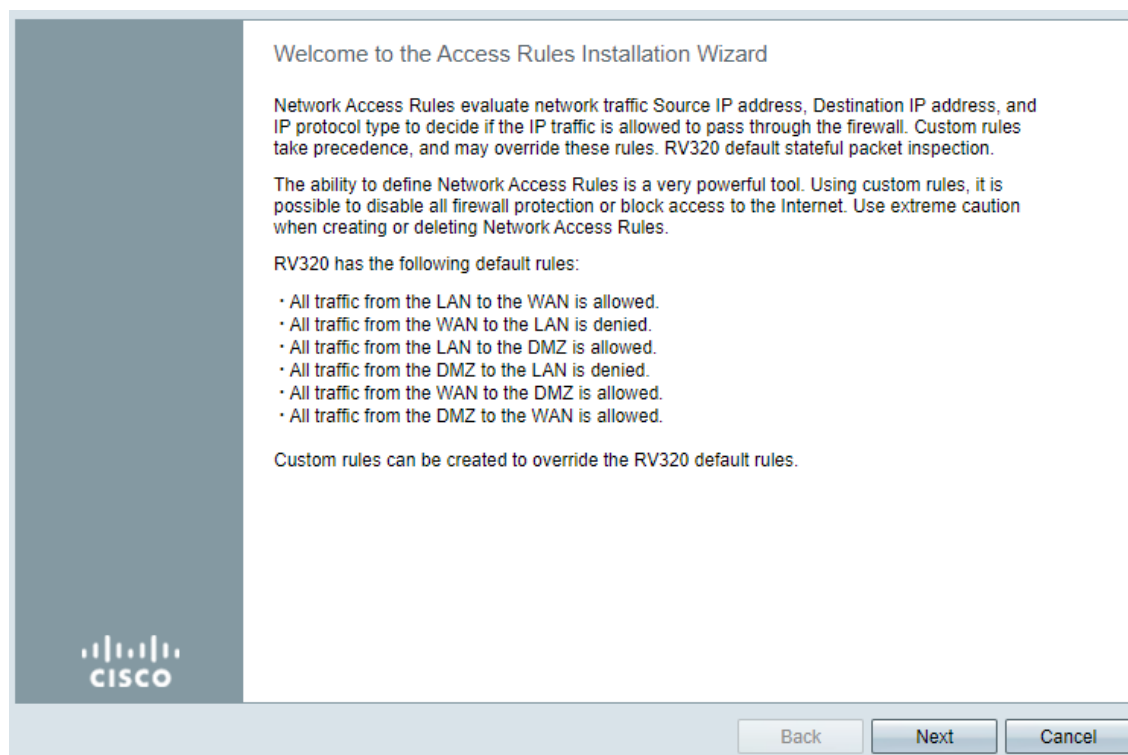 Welcome to the Access Rules Installation Wizard
Network Access Rules evaluate network traffic Source IP address, Destination IP address, and
IP protocol type to decide if the IP traffic is allowed to pass through the firewall. Custom rules
take precedence, and may override these rules. RV320 default stateful packet inspection.
The ability to define Network Access Rules is a very powerful tool. Using custom rules, it is
possible to disable all firewall protection or block access to the Internet. Use extreme caution
when creating or deleting Network Access Rules.
RV320 has the following default rules:
· All traffic from the LAN to the WAN is allowed.
· All traffic from the WAN to the LAN is denied.
· All traffic from the LAN to the DMZ is allowed.
· All traffic from the DMZ to the LAN is denied.
· All traffic from the WAN to the DMZ is allowed.
· All traffic from the DMZ to the WAN is allowed.
Custom rules can be created to override the RV320 default rules.
CISCO
Back Next Cancel